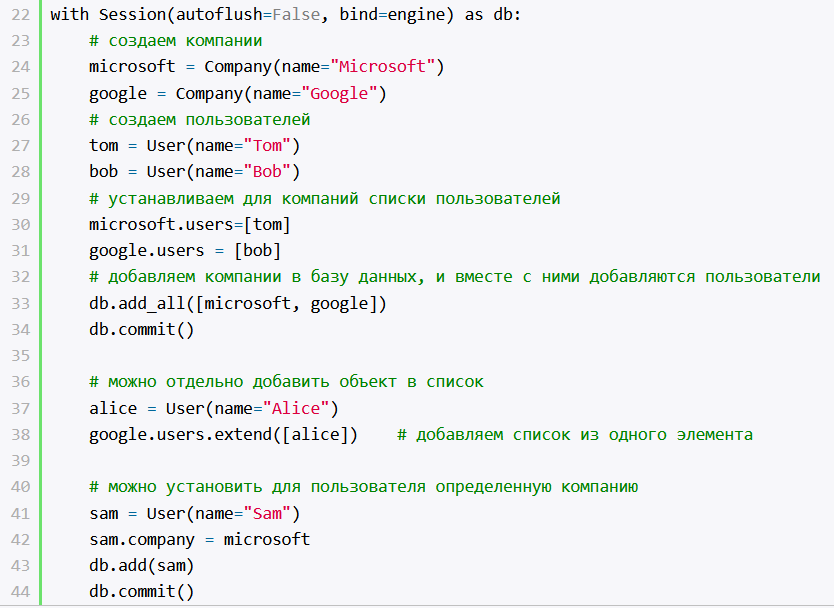 22 with Session(autoflush=False, bind=engine) as db:
23     # создаем компании
24     microsoft = Company(name="Microsoft")
25     google = Company(name="Google")
26     # создаем пользователей
27     tom = User(name="Tom")
28     bob = User(name="Bob")
29     # устанавливаем для компаний списки пользователей
30     microsoft.users=[tom]
31     google.users = [bob]
32     # добавляем компании в базу данных, и вместе с ними добавляются пользователи
33     db.add_all([microsoft, google])
34     db.commit()
35
36     # можно отдельно добавить объект в список
37     alice = User(name="Alice")
38     google.users.extend([alice])    # добавляем список из одного элемента
39
40     # можно установить для пользователя определенную компанию
41     sam = User(name="Sam")
42     sam.company = microsoft
43     db.add(sam)
44     db.commit()